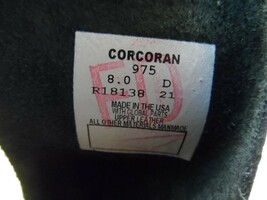 CORCORAN
975
8.0 D
R18138 21
MADE IN THE USA
WITH GLOBAL PARTS
UPPER LEATHER
ALL OTHER MATERIALS MANMADE